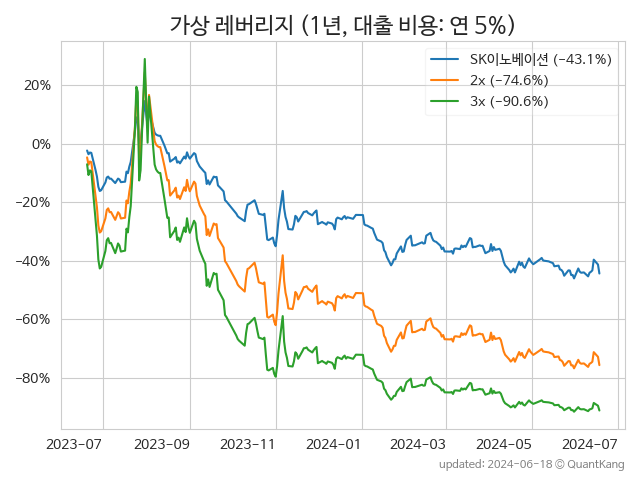 가상 레버리지 (1년, 대출 비용: 연 5%)
SK이노베이션 (−43.1%)
2x (−74.6%)
3x (−90.6%)
20%
0%
−20%
−40%
−60%
−80%
2023-07 2023-09 2023-11 2024-01 2024-03 2024-05 2024-07
updated: 2024-06-18 © QuantKang